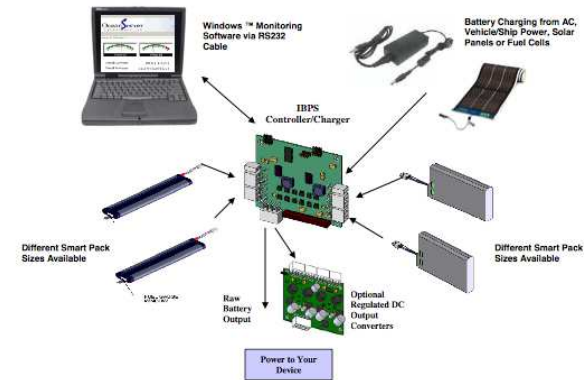 Windows ™ Monitoring
Software via RS232
Cable
Battery Charging from AC,
Vehicle/Ship Power, Solar
Panels or Fuel Cells
IBPS
Controller/Charger
Different Smart Pack
Sizes Available
Different Smart Pack
Sizes Available
Raw
Battery
Output
Optional
Regulated DC
Output
Converters
Power to Your
Device